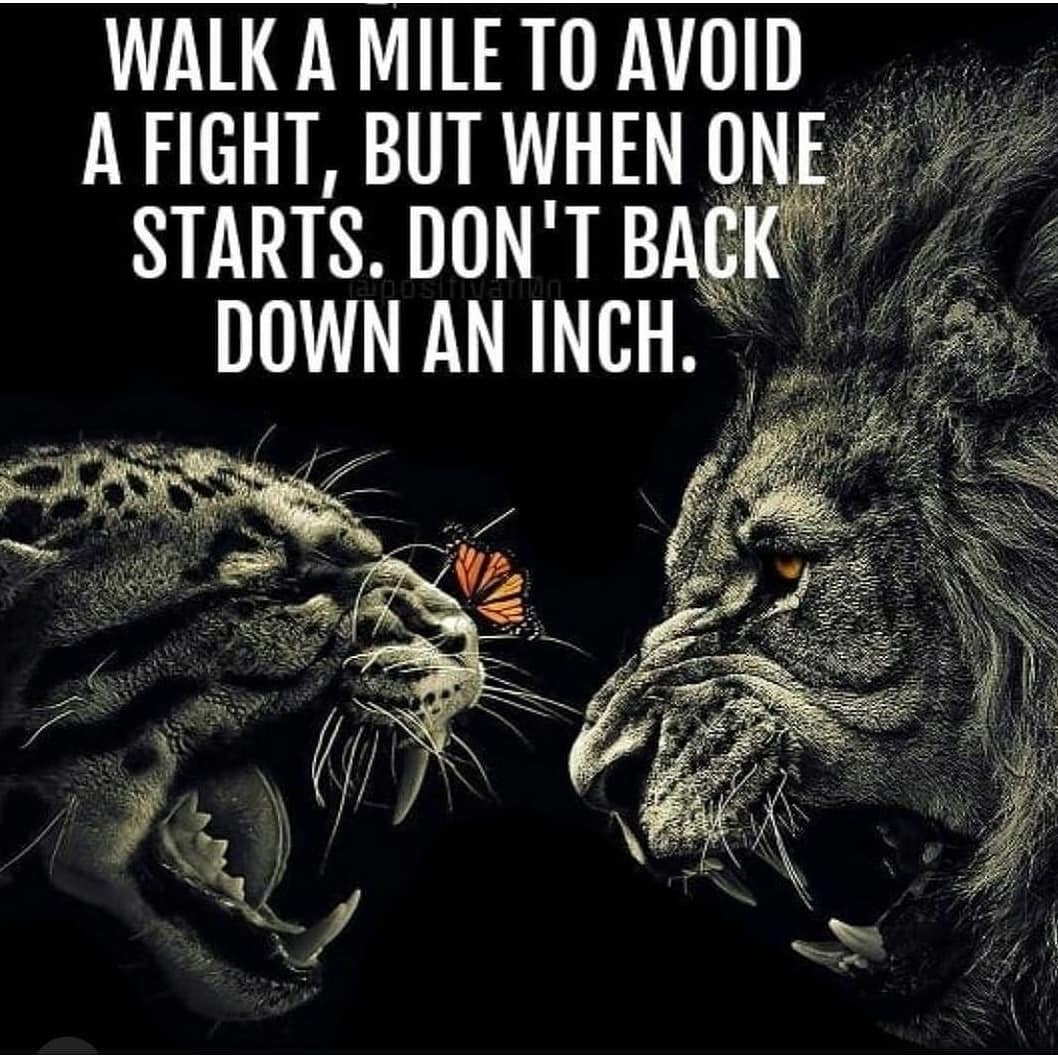 WALK A MILE TO AVOID
A FIGHT, BUT WHEN ONE
STARTS. DON'T BACK
DOWN AN INCH.